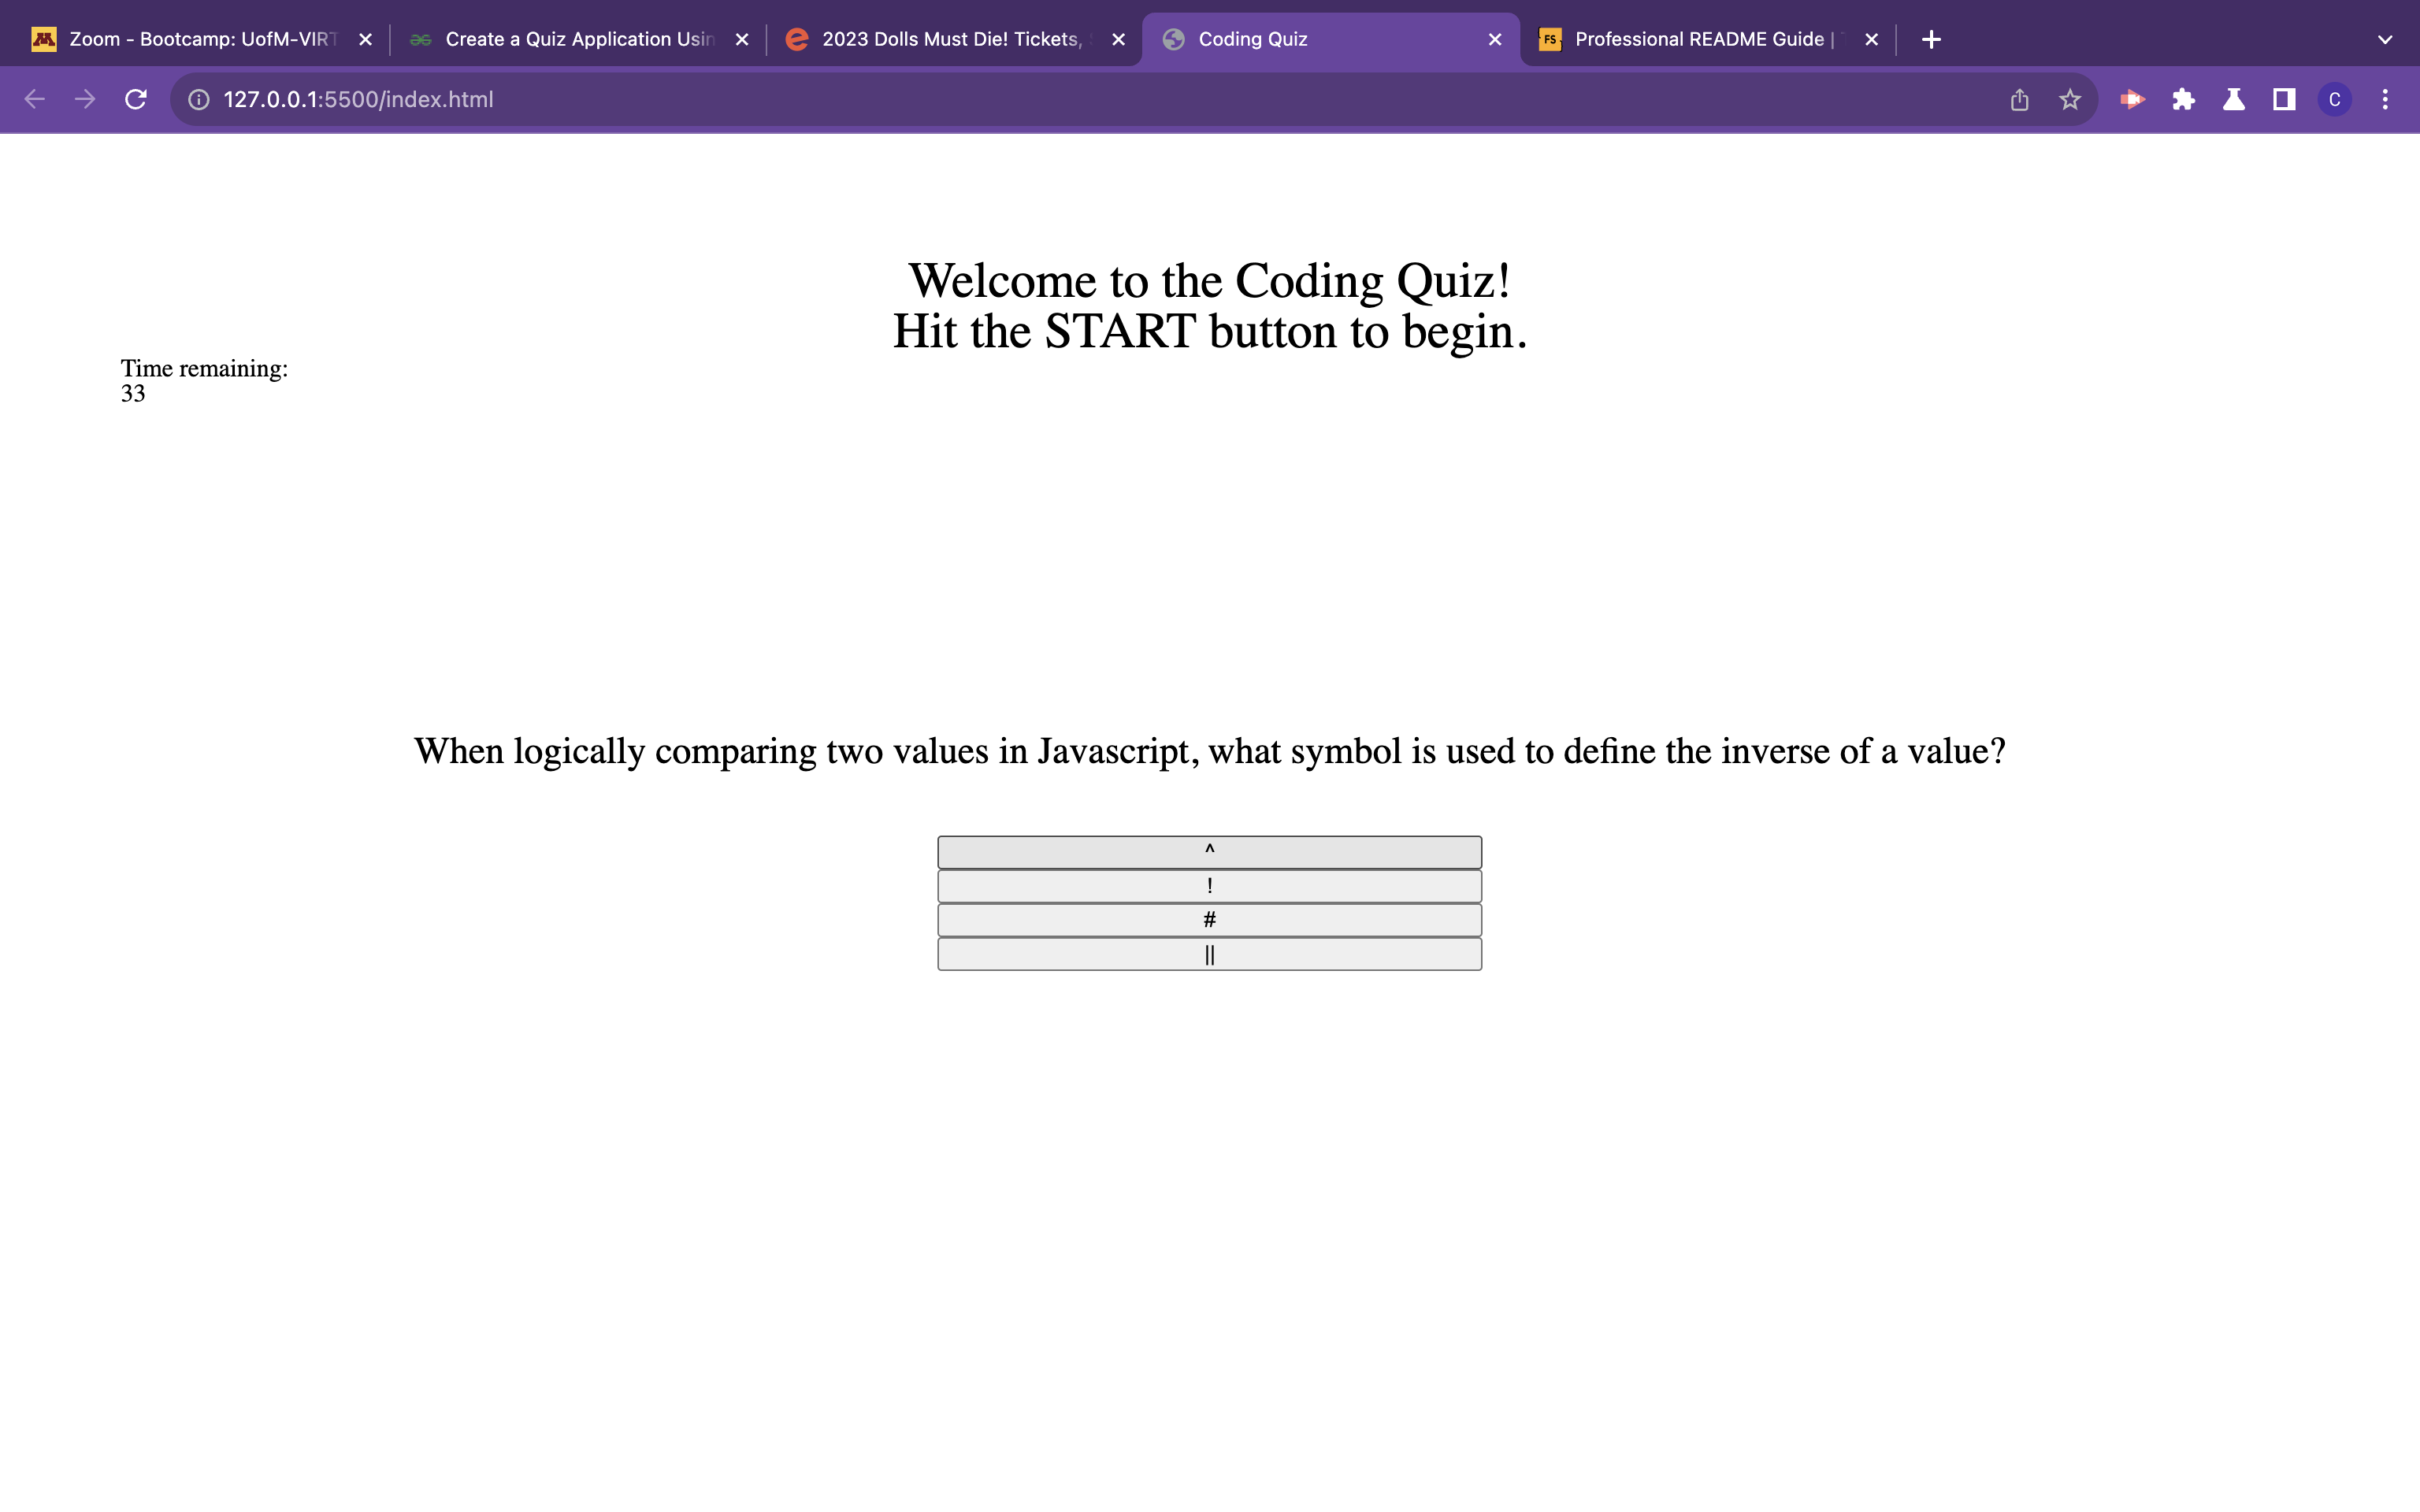 Zoom - Bootcamp: UofM-VIRT
Create a Quiz Application Usin
2023 Dolls Must Die! Tickets,
Coding Quiz
FS
Professional README Guide |
127.0.0.1:5500/index.html
C
Welcome to the Coding Quiz!
Hit the START button to begin.
Time remaining:
33
When logically comparing two values in Javascript, what symbol is used to define the inverse of a value?
^
!
#
||